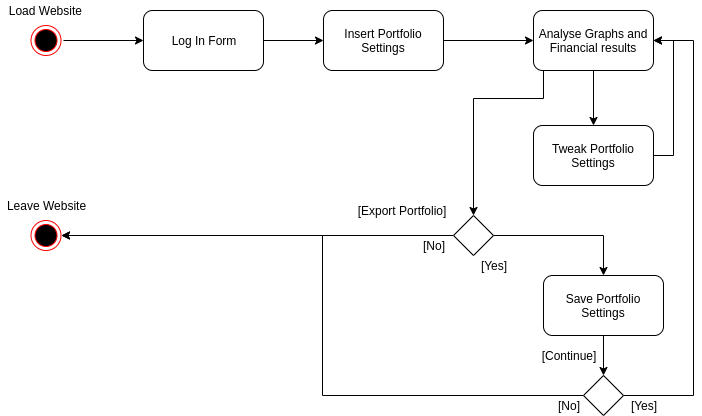 Load Website
Log In Form
Insert Portfolio
Settings
Analyse Graphs and
Financial results
Tweak Portfolio
Settings
Leave Website
[Export Portfolio]
[No]
[Yes]
Save Portfolio
Settings
[Continue]
[No]
[Yes]